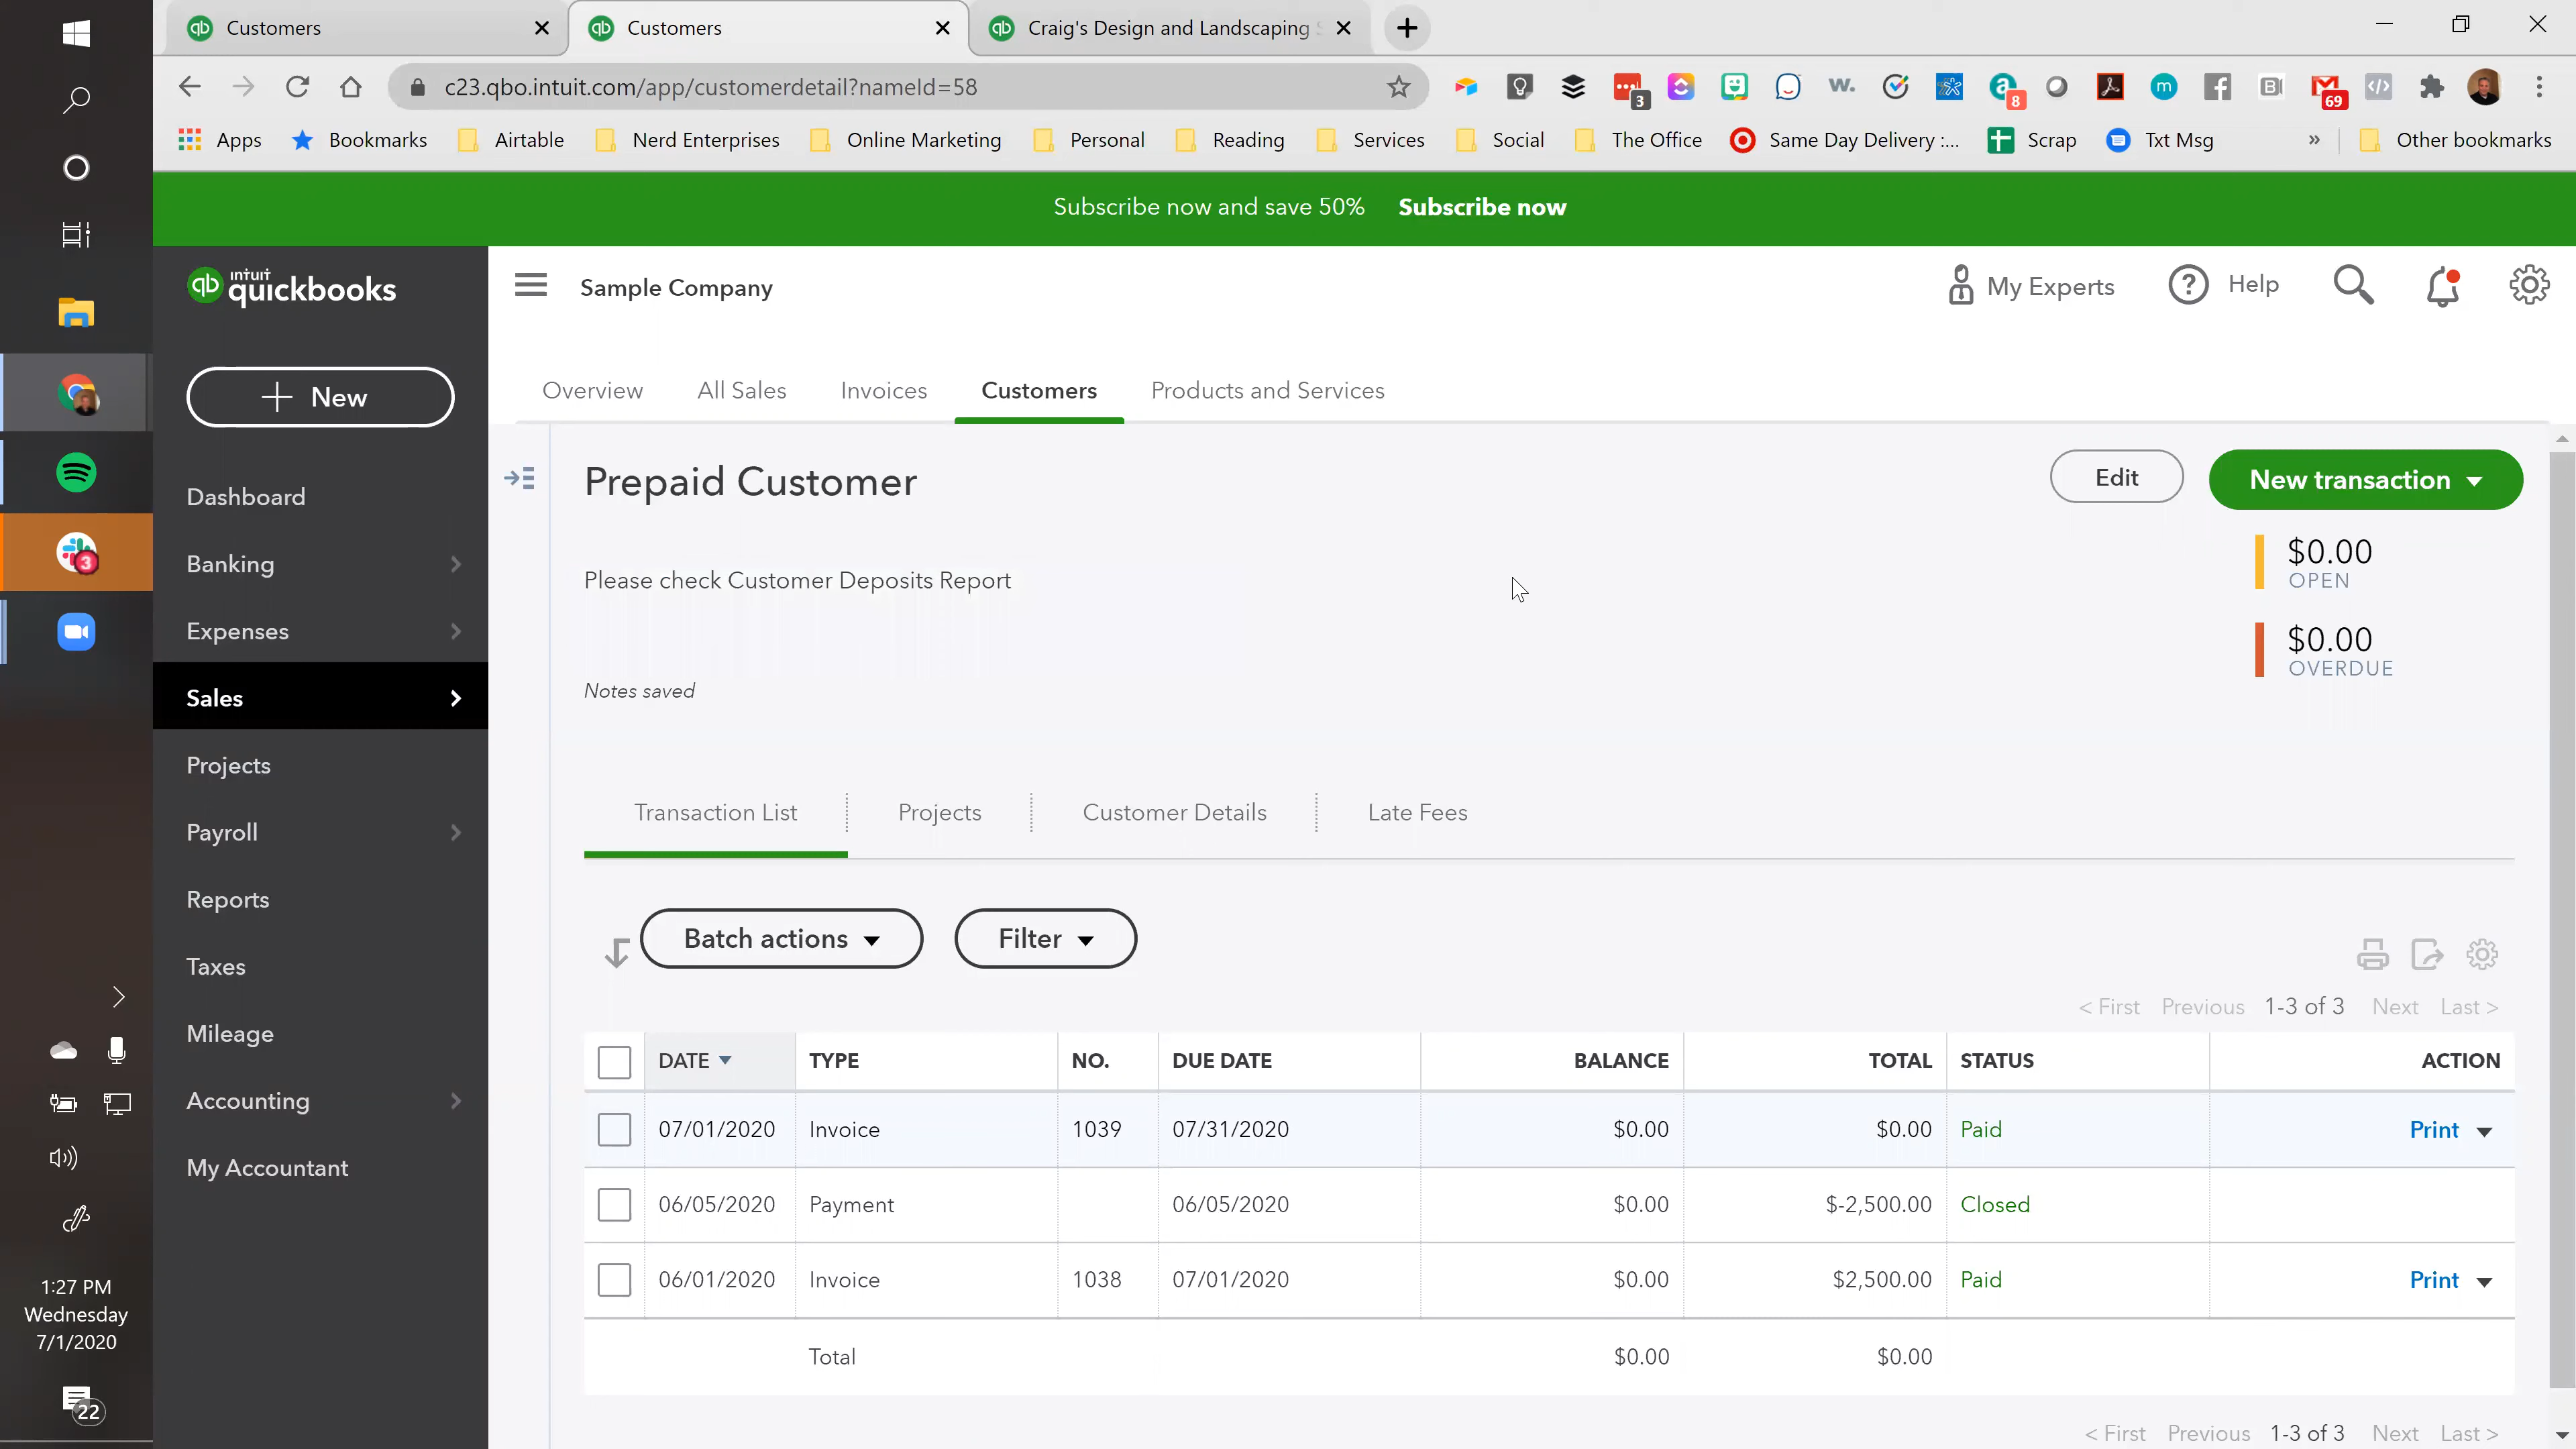 Customers
Customers
Craig's Design and Landscaping S
c23.qbo.intuit.com/app/customerdetail?nameId=58
3
8
69
Apps
Bookmarks
Airtable
Nerd Enterprises
Online Marketing
Personal
Reading
Services
Social
The Office
Same Day Delivery :...
Scrap
Txt Msg
»
Other bookmarks
Subscribe now and save 50% Subscribe now
qb intuit quickbooks
Sample Company
My Experts
Help
+ New
Dashboard
Banking
Expenses
Sales
Projects
Payroll
Reports
Taxes
Mileage
Accounting
My Accountant
Overview
All Sales
Invoices
Customers
Products and Services
Prepaid Customer
Edit
New transaction
$0.00
OPEN
$0.00
OVERDUE
Please check Customer Deposits Report
Notes saved
Transaction List
Projects
Customer Details
Late Fees
Batch actions
Filter
< First Previous 1-3 of 3 Next Last >
DATE TYPE NO. DUE DATE BALANCE TOTAL STATUS ACTION
07/01/2020 Invoice 1039 07/31/2020 $0.00 $0.00 Paid Print
06/05/2020 Payment 06/05/2020 $0.00 $-2,500.00 Closed
06/01/2020 Invoice 1038 07/01/2020 $0.00 $2,500.00 Paid Print
Total $0.00 $0.00
< First Previous 1-3 of 3 Next Last >
3
1:27 PM
Wednesday
7/1/2020
22